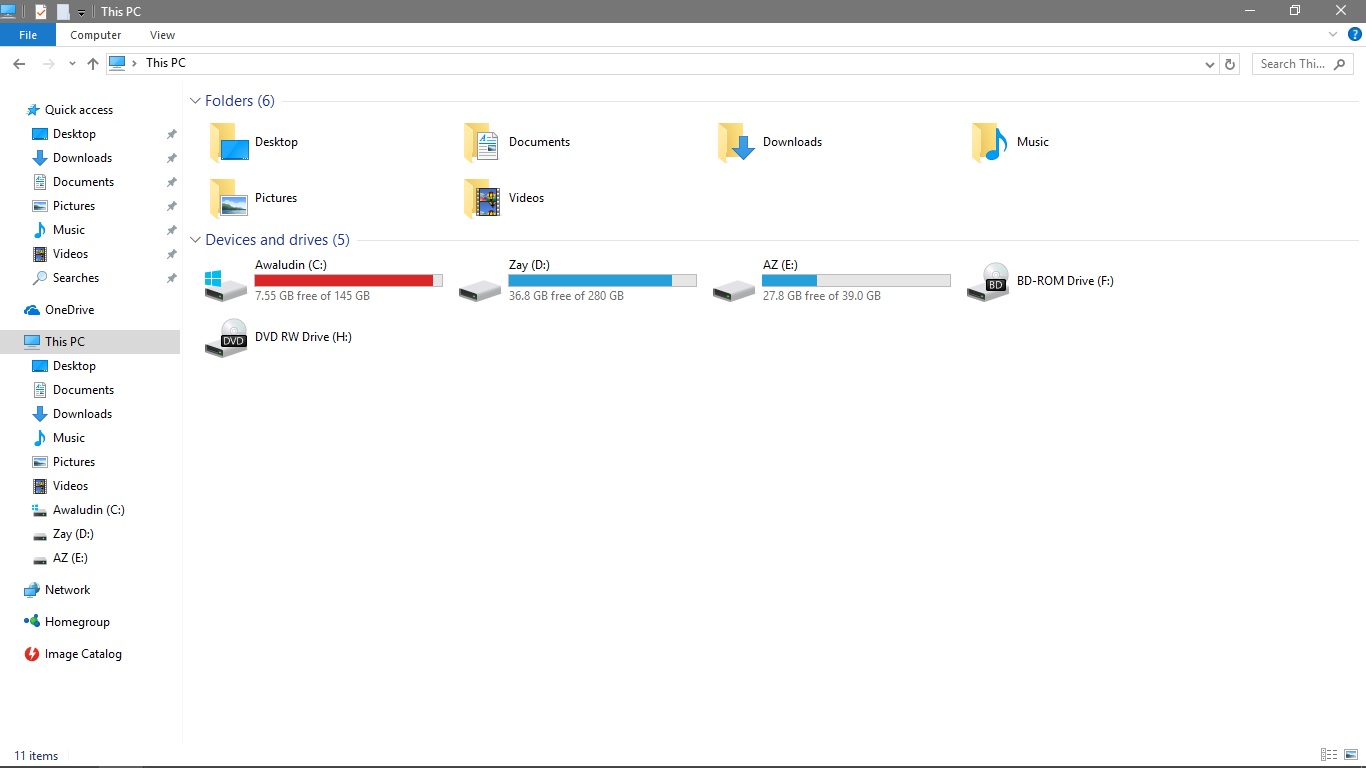 This PC
File Computer View
This PC
Search Thi...
Quick access
Desktop
Downloads
Documents
Pictures
Music
Videos
Searches
OneDrive
This PC
Desktop
Documents
Downloads
Music
Pictures
Videos
Awaludin (C:)
Zay (D:)
AZ (E:)
Network
Homegroup
Image Catalog
Folders (6)
Desktop Documents Downloads Music
Pictures Videos
Devices and drives (5)
Awaludin (C:)
7.55 GB free of 145 GB
Zay (D:)
36.8 GB free of 280 GB
AZ (E:)
27.8 GB free of 39.0 GB
BD
BD-ROM Drive (F:)
DVD
DVD RW Drive (H:)
11 items